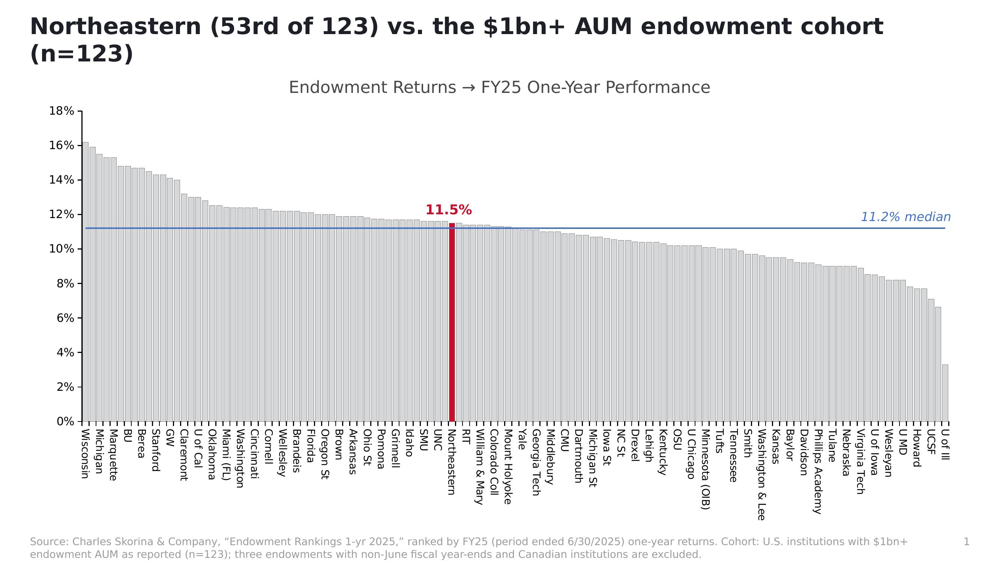 Northeastern (53rd of 123) vs. the $1bn+ AUM endowment cohort
(n=123)
Endowment Returns → FY25 One-Year Performance
18%
16%
14%
12%
10%
8%
6%
4%
2%
0%
11.5%
11.2% median
Wisconsin
Michigan
Marquette
BU
Berea
Stanford
GW
Claremont
U of Cal
Oklahoma
Miami (FL)
Washington
Cincinnati
Cornell
Wellesley
Brandeis
Florida
Oregon St
Brown
Arkansas
Ohio St
Pomona
Grinnell
Idaho
SMU
UNC
Northeastern
RIT
William & Mary
Colorado Coll
Mount Holyoke
Yale
Georgia Tech
Middlebury
CMU
Dartmouth
Michigan St
Iowa St
NC St
Drexel
Lehigh
Kentucky
OSU
U Chicago
Minnesota (OIB)
Tufts
Tennessee
Smith
Washington & Lee
Kansas
Baylor
Davidson
Phillips Academy
Tulane
Nebraska
Virginia Tech
U of Iowa
Wesleyan
U MD
Howard
UCSF
U of Ill
Source: Charles Skorina & Company, “Endowment Rankings 1-yr 2025,” ranked by FY25 (period ended 6/30/2025) one-year returns. Cohort: U.S. institutions with $1bn+
endowment AUM as reported (n=123); three endowments with non-June fiscal year-ends and Canadian institutions are excluded.
1